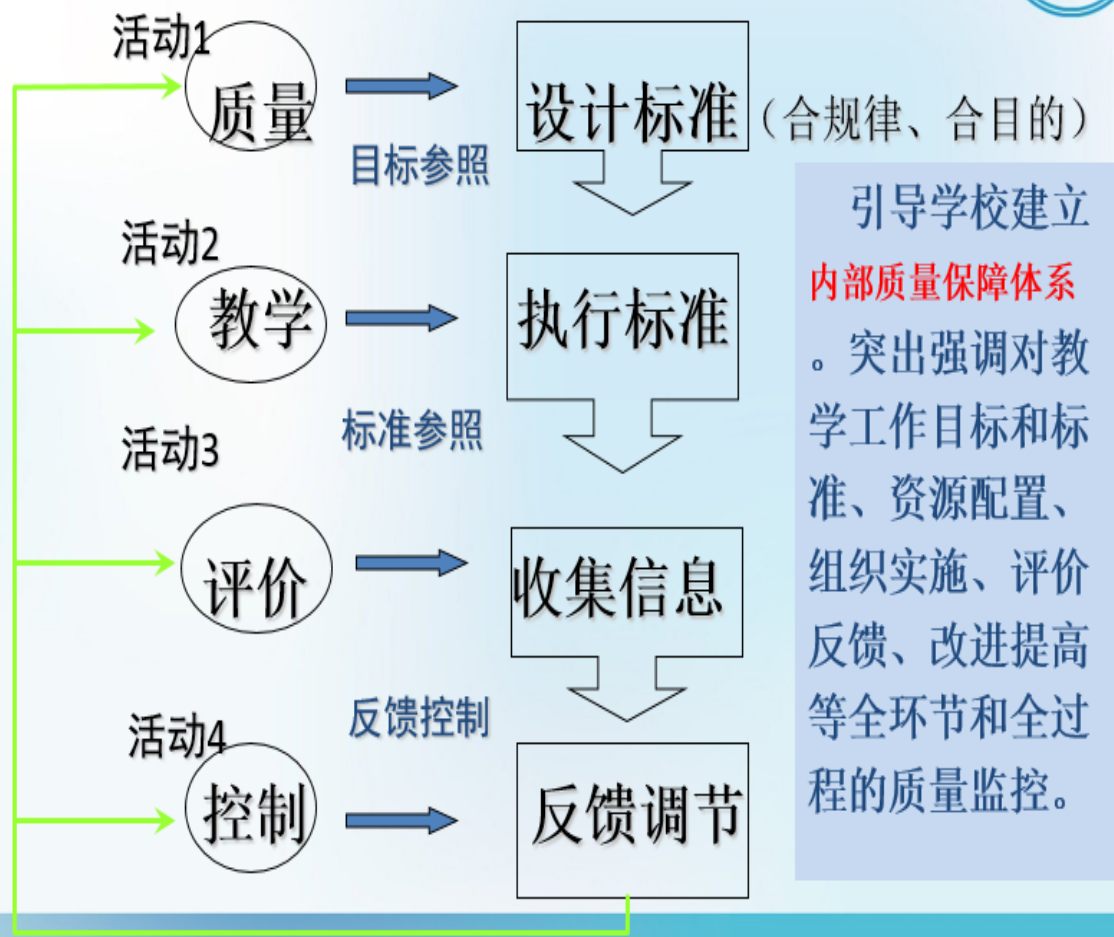 活动1
质量
设计标准(合规律、合目的)
目标参照
活动2
教学
执行标准
标准参照
活动3
评价
收集信息
反馈控制
活动4
控制
反馈调节
引导学校建立
内部质量保障体系
。突出强调对教
学工作目标和标
准、资源配置、
组织实施、评价
反馈、改进提高
等全环节和全过
程的质量监控。